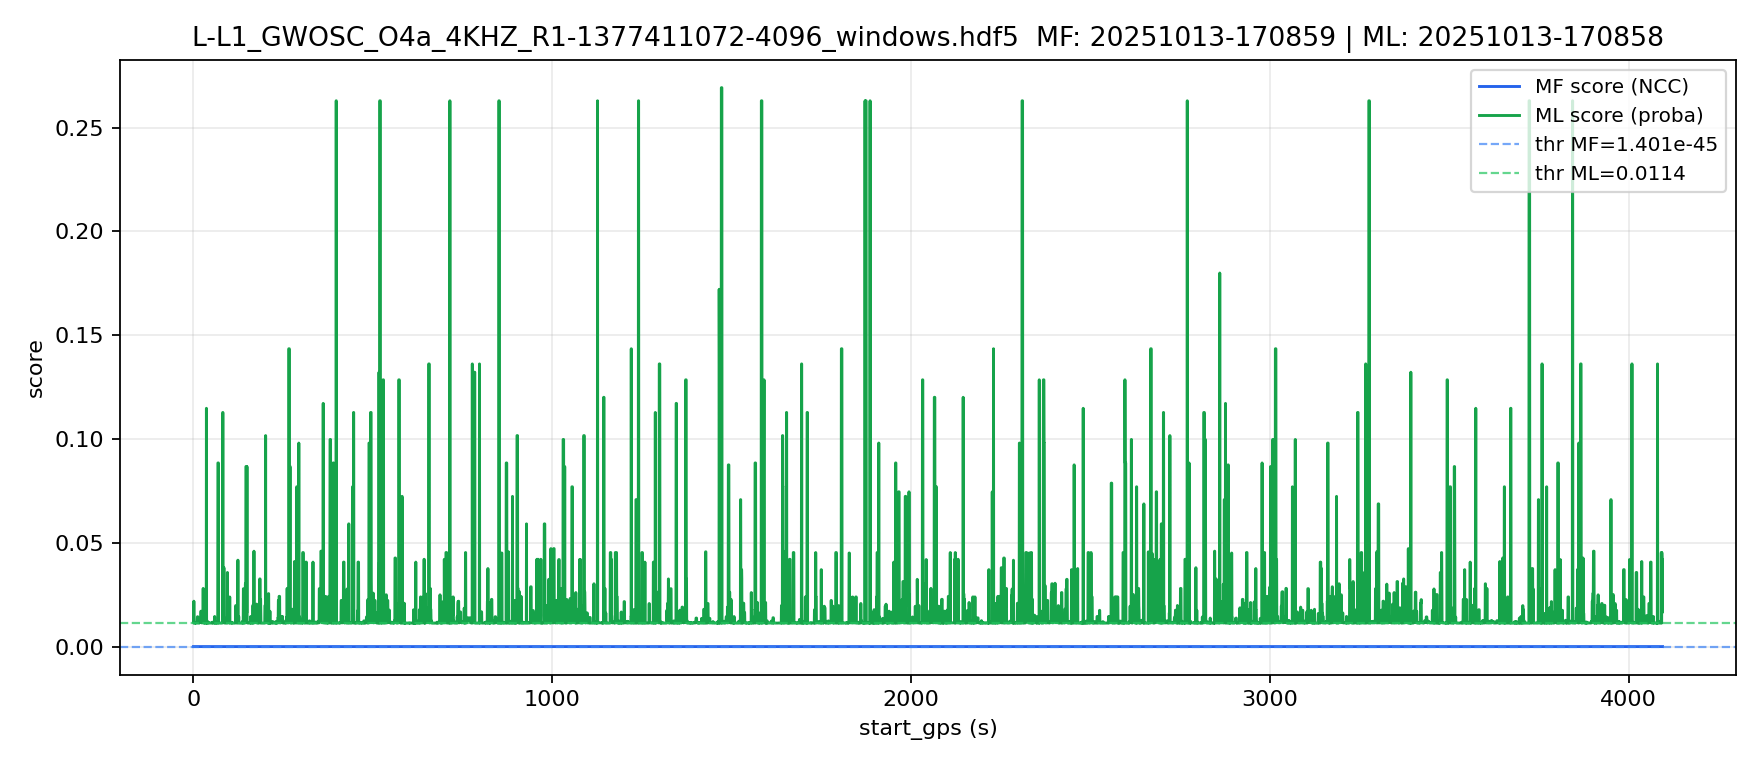 L-L1_GWOSC_O4a_4KHZ_R1-1377411072-4096_windows.hdf5  MF: 20251013-170859 | ML: 20251013-170858
MF score (NCC)
ML score (proba)
thr MF=1.401e-45
thr ML=0.0114
score
0.25
0.20
0.15
0.10
0.05
0.00
0
1000
2000
3000
4000
start_gps (s)